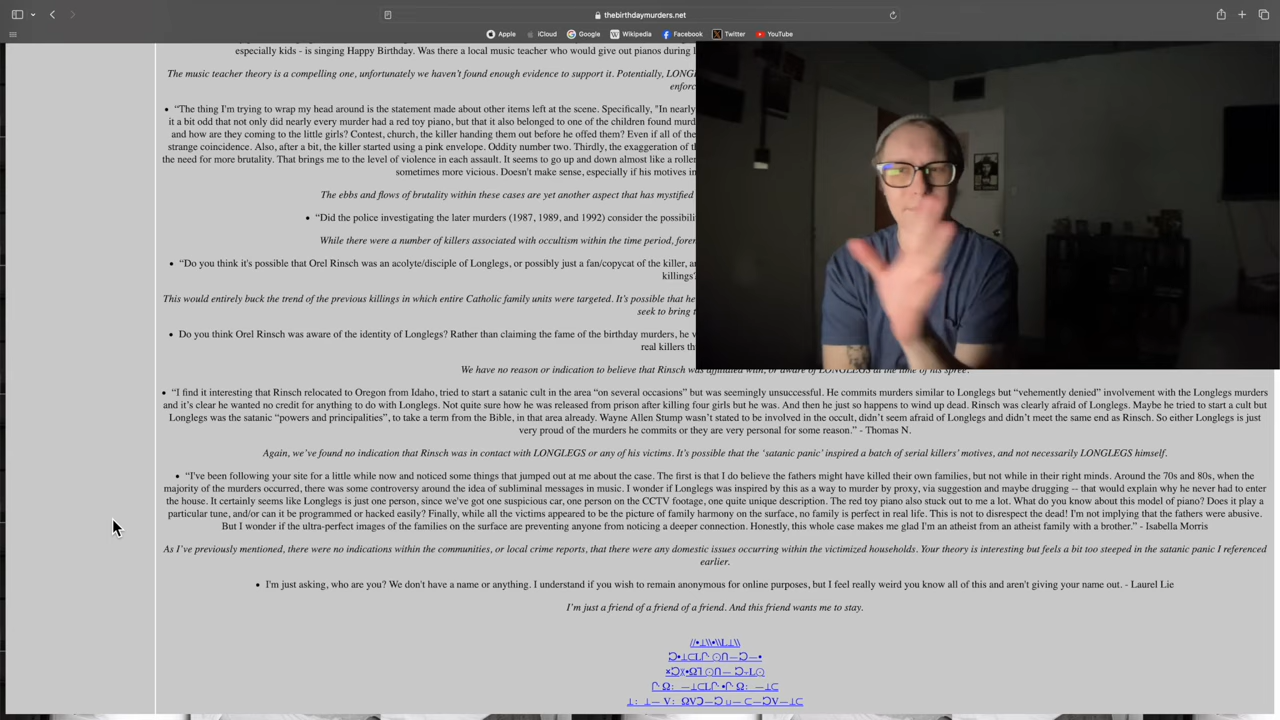 thebirthdaymurders.net
Apple iCloud Google Wikipedia Facebook Twitter YouTube
especially kids - is singing Happy Birthday. Was there a local music teacher who would give out pianos during
The music teacher theory is a compelling one, unfortunately we haven't found enough evidence to support it. Potentially,
• “The thing I'm trying to wrap my head around is the statement made about other items left at the scene. Specifically, "In nearly
it a bit odd that not only did nearly every murder had a red toy piano, but that it also belonged to one of the children found
and how are they coming to the little girls? Contest, church, the killer handing them out before he offed them? Even if all of the
strange coincidence. Also, after a bit, the killer started using a pink envelope. Oddity number two. Thirdly, the exaggeration of
the need for more brutality. That brings me to the level of violence in each assault. It seems to go up and down almost like a
sometimes more vicious. Doesn't make sense, especially if his motives
The ebbs and flows of brutality within these cases are yet another aspect that has mystified
• “Did the police investigating the later murders (1987, 1989, and 1992) consider the
While there were a number of killers associated with occultism within the time period,
• “Do you think it's possible that Orel Rinsch was an acolyte/disciple of Longlegs, or possibly just a fan/copycat of the killer,
killings?
This would entirely buck the trend of the previous killings in which entire Catholic family units were targeted. It's possible that he
seek to bring
• Do you think Orel Rinsch was aware of the identity of Longlegs? Rather than claiming the fame of the birthday murders, he
real killers
We have no reason or indication to believe that Rinsch was affiliated with, or aware of LONGLEGS at the time of his spree.
• “I find it interesting that Rinsch relocated to Oregon from Idaho, tried to start a satanic cult in the area “on several occasions” but was seemingly unsuccessful. He commits murders similar to Longlegs but “vehemently denied” involvement with the Longlegs murders
and it's clear he wanted no credit for anything to do with Longlegs. Not quite sure how he was released from prison after killing four girls but he was. And then he just so happens to wind up dead. Rinsch was clearly afraid of Longlegs. Maybe he tried to start a cult but
Longlegs was the satanic “powers and principalities”, to take a term from the Bible, in that area already. Wayne Allen Stump wasn't stated to be involved in the occult, didn't seem afraid of Longlegs and didn't meet the same end as Rinsch. So either Longlegs is just
very proud of the murders he commits or they are very personal for some reason.” - Thomas N.
Again, we've found no indication that Rinsch was in contact with LONGLEGS or any of his victims. It's possible that the ‘satanic panic’ inspired a batch of serial killers’ motives, and not necessarily LONGLEGS himself.
• “I've been following your site for a little while now and noticed some things that jumped out at me about the case. The first is that I do believe the fathers might have killed their own families, but not while in their right minds. Around the 70s and 80s, when the
majority of the murders occurred, there was some controversy around the idea of subliminal messages in music. I wonder if Longlegs was inspired by this as a way to murder by proxy, via suggestion and maybe drugging -- that would explain why he never had to enter
the house. It certainly seems like Longlegs is just one person, since we've got one suspicious car, one person on the CCTV footage, one quite unique description. The red toy piano also stuck out to me a lot. What do you know about this model of piano? Does it play a
particular tune, and/or can it be programmed or hacked easily? Finally, while all the victims appeared to be the picture of family harmony on the surface, no family is perfect in real life. This is not to disrespect the dead! I'm not implying that the fathers were abusive.
But I wonder if the ultra-perfect images of the families on the surface are preventing anyone from noticing a deeper connection. Honestly, this whole case makes me glad I'm an atheist from an atheist family with a brother.” - Isabella Morris
As I've previously mentioned, there were no indications within the communities, or local crime reports, that there were any domestic issues occurring within the victimized households. Your theory is interesting but feels a bit too steeped in the satanic panic I referenced
earlier.
• I'm just asking, who are you? We don't have a name or anything. I understand if you wish to remain anonymous for online purposes, but I feel really weird you know all of this and aren't giving your name out. - Laurel Lie
I'm just a friend of a friend of a friend. And this friend wants me to stay.